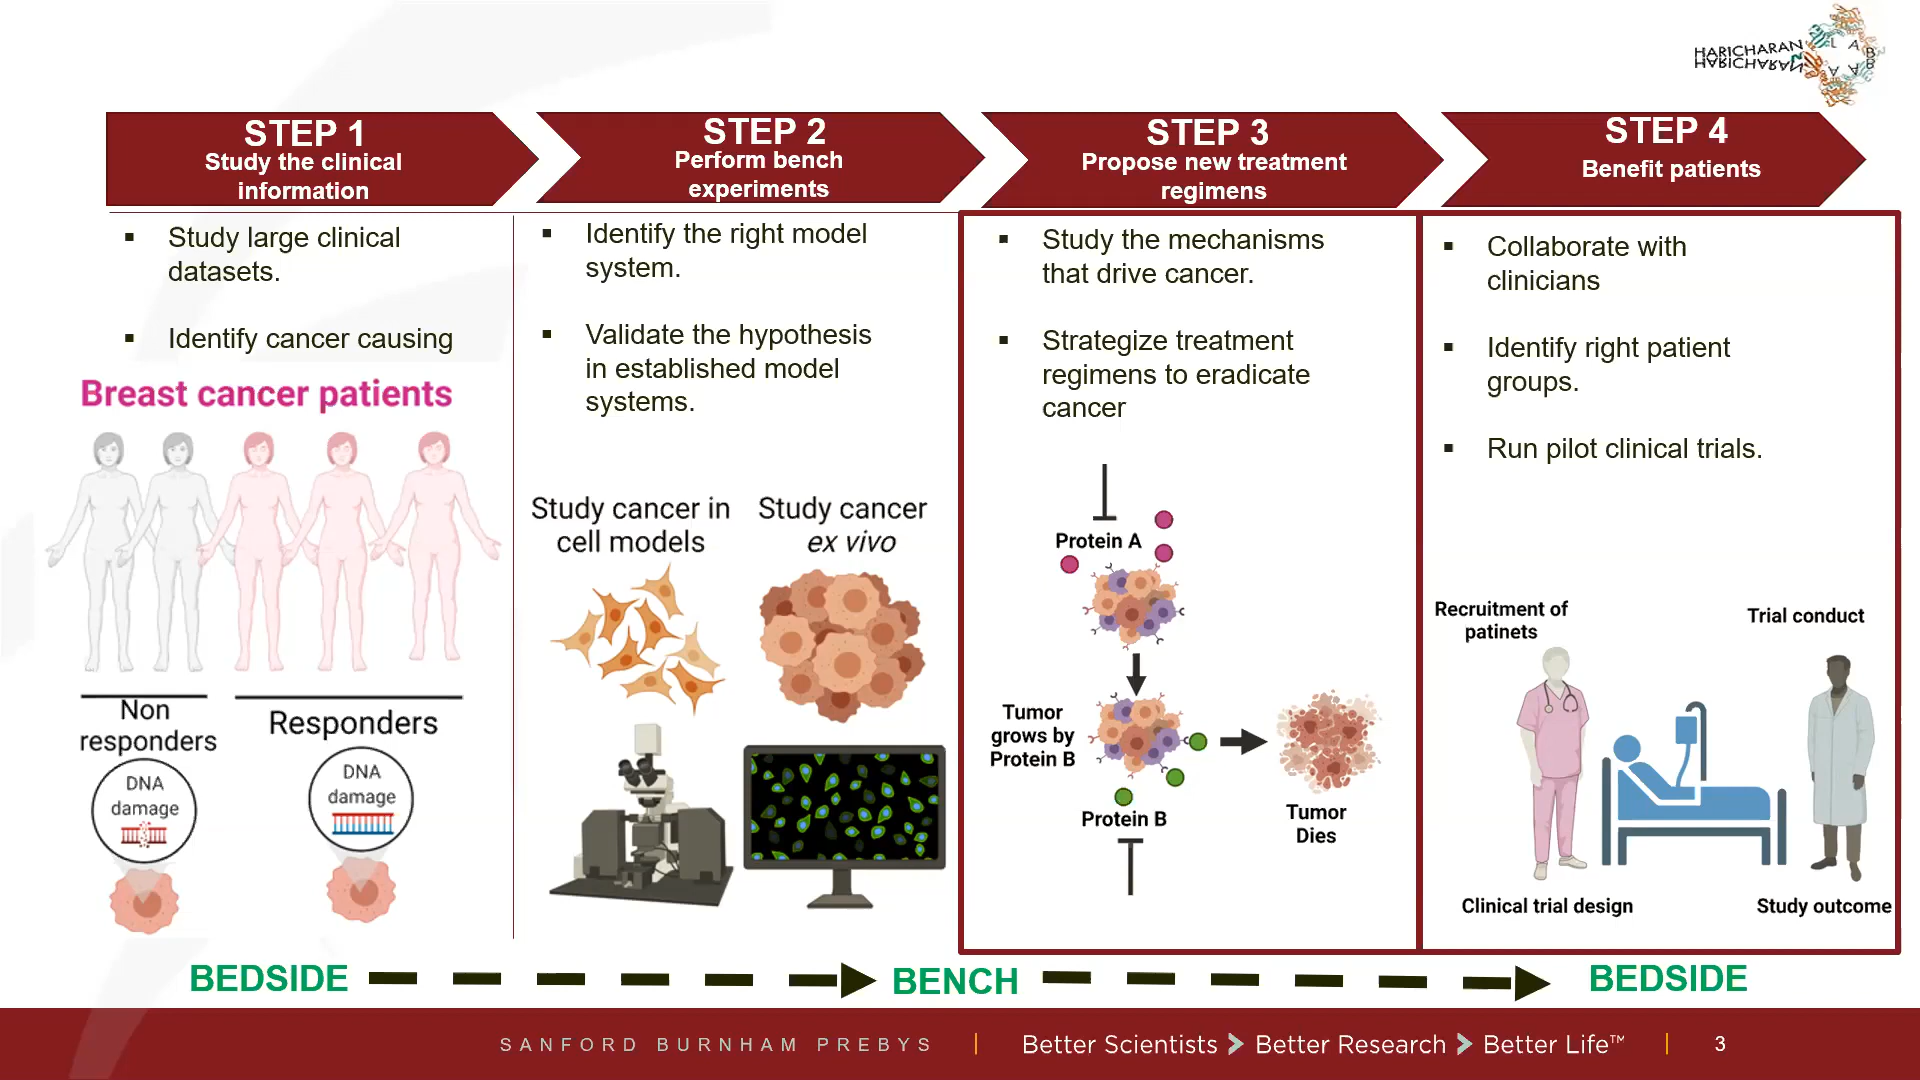 HARICHARAN
HARICHARAN
L A B
STEP 1
Study the clinical
information
STEP 2
Perform bench
experiments
STEP 3
Propose new treatment
regimens
STEP 4
Benefit patients
▪ Study large clinical
datasets.
▪ Identify cancer causing
Breast cancer patients
Non
responders
Responders
DNA
damage
DNA
damage
▪ Identify the right model
system.
▪ Validate the hypothesis
in established model
systems.
Study cancer in
cell models
Study cancer
ex vivo
▪ Study the mechanisms
that drive cancer.
▪ Strategize treatment
regimens to eradicate
cancer
Protein A
Tumor
grows by
Protein B
Protein B
Tumor
Dies
▪ Collaborate with
clinicians
▪ Identify right patient
groups.
▪ Run pilot clinical trials.
Recruitment of
patinets
Trial conduct
Clinical trial design
Study outcome
BEDSIDE
BENCH
BEDSIDE
SANFORD BURNHAM PREBYS | Better Scientists > Better Research > Better Life™ | 3